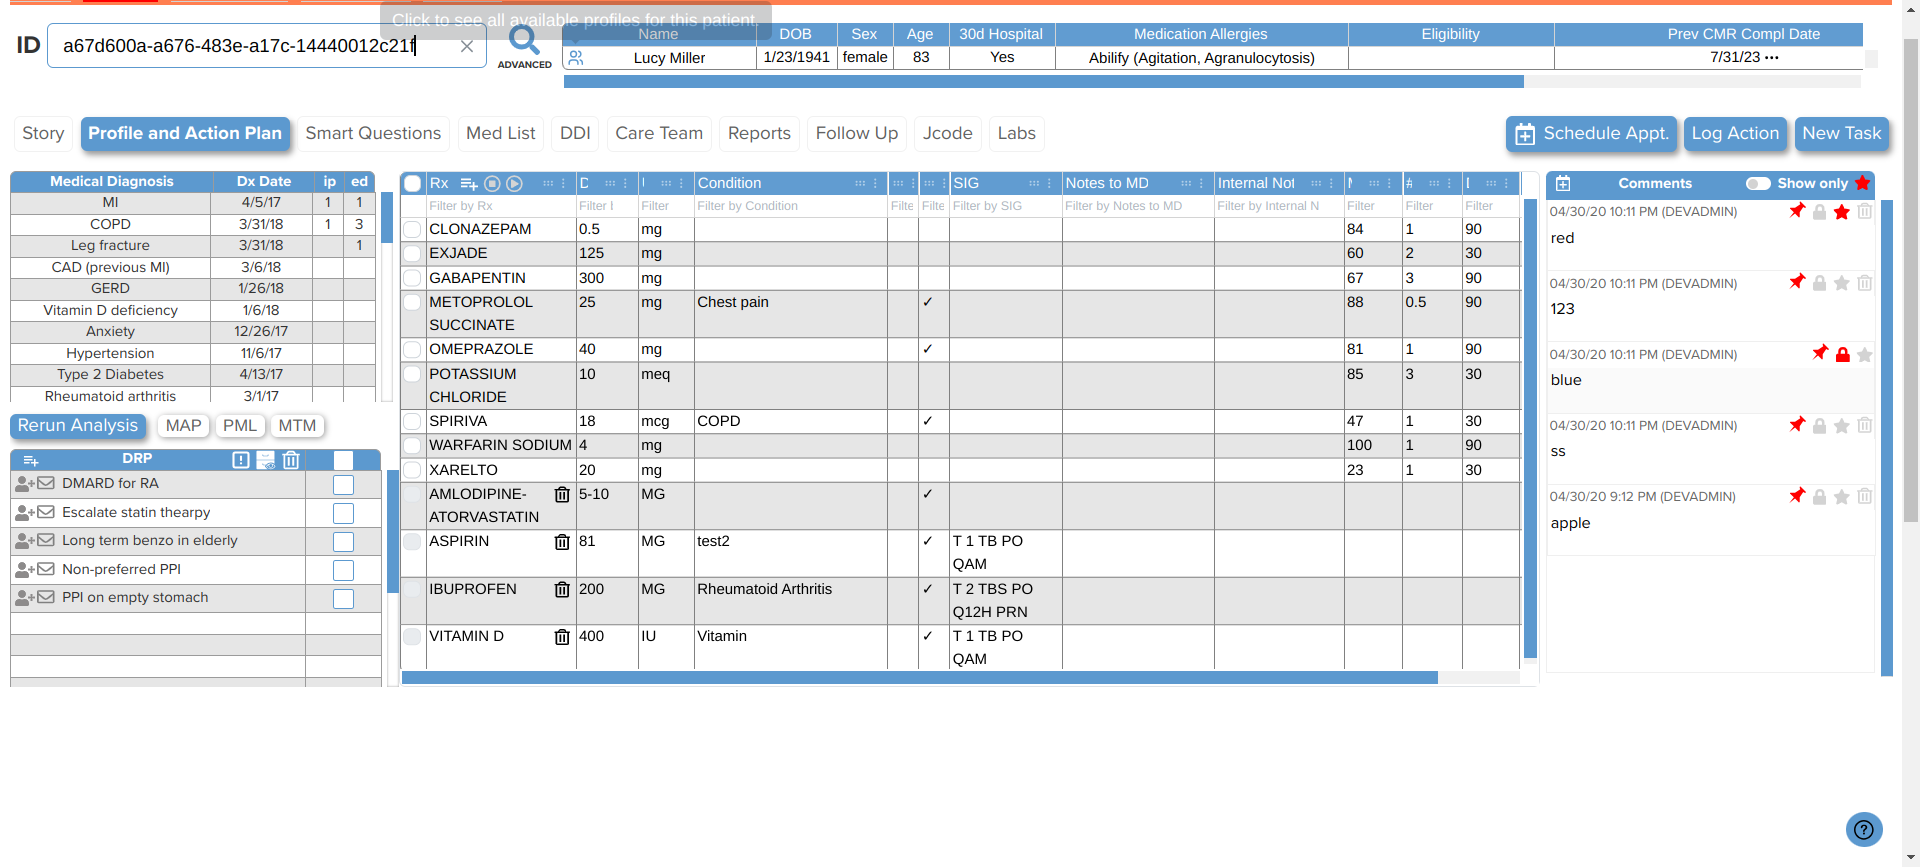 Click to see all available profiles for this patient.
ID a67d600a-a676-483e-a17c-14440012c21f
ADVANCED
Name DOB Sex Age 30d Hospital Medication Allergies Eligibility Prev CMR Compl Date
Lucy Miller 1/23/1941 female 83 Yes Abilify (Agitation, Agranulocytosis) 7/31/23 •••
Story Profile and Action Plan Smart Questions Med List DDI Care Team Reports Follow Up Jcode Labs
Schedule Appt. Log Action New Task
Medical Diagnosis Dx Date ip ed
MI 4/5/17 1 1
COPD 3/31/18 1 3
Leg fracture 3/31/18 1
CAD (previous MI) 3/6/18
GERD 1/26/18
Vitamin D deficiency 1/6/18
Anxiety 12/26/17
Hypertension 11/6/17
Type 2 Diabetes 4/13/17
Rheumatoid arthritis 3/1/17
Rerun Analysis MAP PML MTM
DRP
DMARD for RA
Escalate statin thearpy
Long term benzo in elderly
Non-preferred PPI
PPI on empty stomach
Rx Condition SIG Notes to MD Internal Not
Filter by Rx Filter Filter Filter by Condition Filte Filte Filter by SIG Filter by Notes to MD Filter by Internal N Filter Filter Filter
CLONAZEPAM 0.5 mg 84 1 90
EXJADE 125 mg 60 2 30
GABAPENTIN 300 mg 67 3 90
METOPROLOL 25 mg Chest pain ✓ 88 0.5 90
SUCCINATE
OMEPRAZOLE 40 mg ✓ 81 1 90
POTASSIUM 10 meq 85 3 30
CHLORIDE
SPIRIVA 18 mcg COPD ✓ 47 1 30
WARFARIN SODIUM 4 mg 100 1 90
XARELTO 20 mg 23 1 30
AMLODIPINE- 5-10 MG ✓
ATORVASTATIN
ASPIRIN 81 MG test2 ✓ T 1 TB PO
QAM
IBUPROFEN 200 MG Rheumatoid Arthritis ✓ T 2 TBS PO
Q12H PRN
VITAMIN D 400 IU Vitamin ✓ T 1 TB PO
QAM
Comments Show only
04/30/20 10:11 PM (DEVADMIN)
red
04/30/20 10:11 PM (DEVADMIN)
123
04/30/20 10:11 PM (DEVADMIN)
blue
04/30/20 10:11 PM (DEVADMIN)
ss
04/30/20 9:12 PM (DEVADMIN)
apple